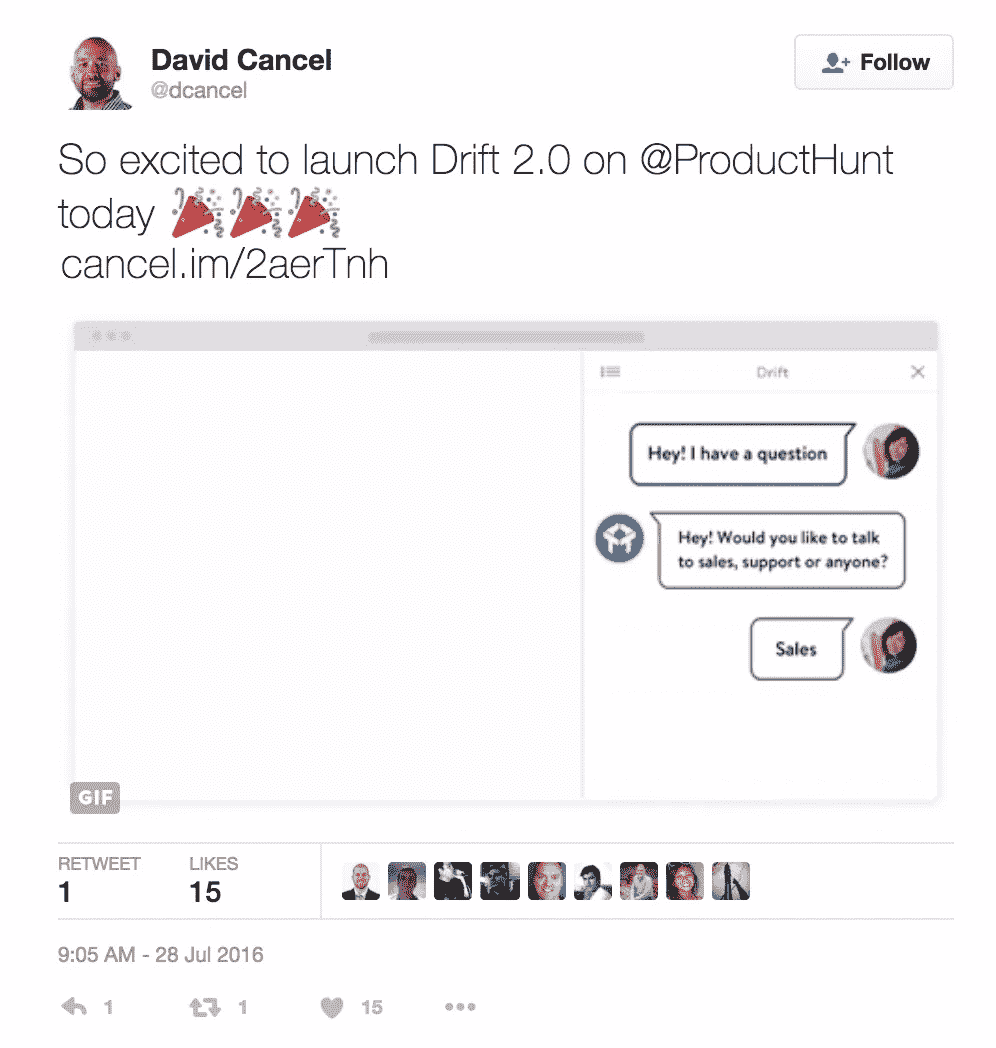 David Cancel
@dcancel
Follow
So excited to launch Drift 2.0 on @ProductHunt
today 🎉🎉🎉
cancel.im/2aerTnh
Drift
Hey! I have a question
Hey! Would you like to talk
to sales, support or anyone?
Sales
GIF
RETWEET
1
LIKES
15
9:05 AM - 28 Jul 2016
1
1
15